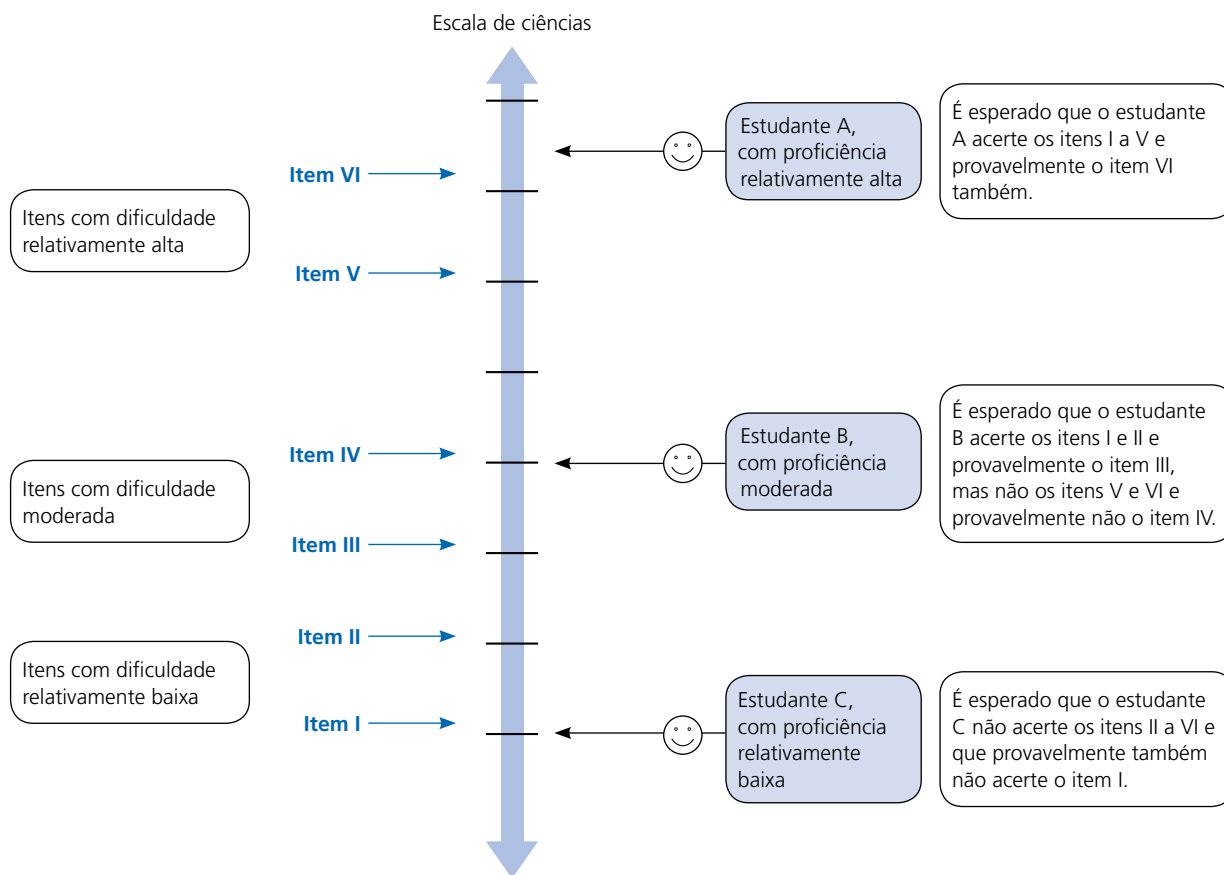 Escala de ciências
Item VI
Item V
Item IV
Item III
Item II
Item I
Itens com dificuldade
relativamente alta
Itens com dificuldade
moderada
Itens com dificuldade
relativamente baixa
Estudante A,
com proficiência
relativamente alta
É esperado que o estudante
A acerte os itens I a V e
provavelmente o item VI
também.
Estudante B,
com proficiência
moderada
É esperado que o estudante
B acerte os itens I e II e
provavelmente o item III,
mas não os itens V e VI e
provavelmente não o item IV.
Estudante C,
com proficiência
relativamente
baixa
É esperado que o estudante
C não acerte os itens II a VI e
que provavelmente também
não acerte o item I.